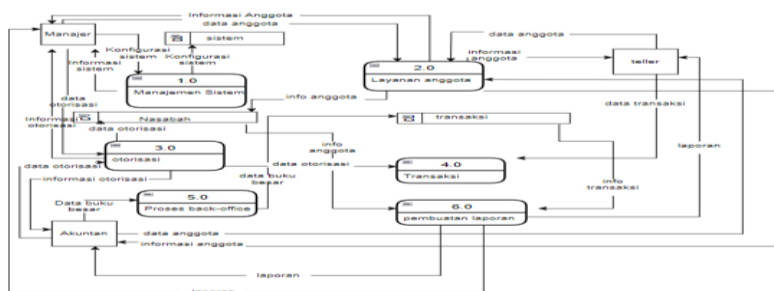 Informasi Anggota
data anggota
Manajer
sistem
data anggota
Konfigurasi
sistem
Konfigurasi
sistem
Informasi
sistem
informasi
anggota
teller
1.0
Manajemen Sistem
2.0
Layanan anggota
info anggota
data
otorisasi
data transaksi
Informasi
otorisasi
Nasabah
transaksi
data otorisasi
3.0
otorisasi
info
anggota
laporan
data otorisasi
data otorisasi
4.0
Transaksi
informasi otorisasi
data buku
besar
info
transaksi
Data buku
besar
5.0
Proses back-office
6.0
pembuatan laporan
Akuntan
data anggota
informasi anggota
laporan
laporan